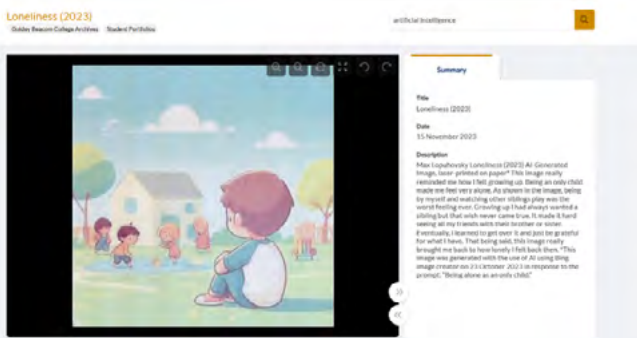 Loneliness (2023)
artificial intelligence
Guides Beacon College Archives Student Portfolios
Summary
Title
Loneliness (2023)
Date
15 November 2023
Description
Max Lopuhovsky Loneliness (2023) AI-Generated
Image, laser printed on paper* This image really
reminded me how I felt growing up. Being an only child
made me feel very alone. As shown in the image, being
by myself and watching other siblings play was the
worst feeling ever. Growing up I had always wanted a
sibling but that wish never came true. It made it hard
seeing all my friends with their brother or sister.
Eventually, I learned to get over it and just be grateful
for what I have. That being said, this image really
brought me back to how lonely I felt back then. *This
image was generated with the use of AI using Bing
image creator on 23 October 2023 in response to the
prompt, "Being alone as an only child."